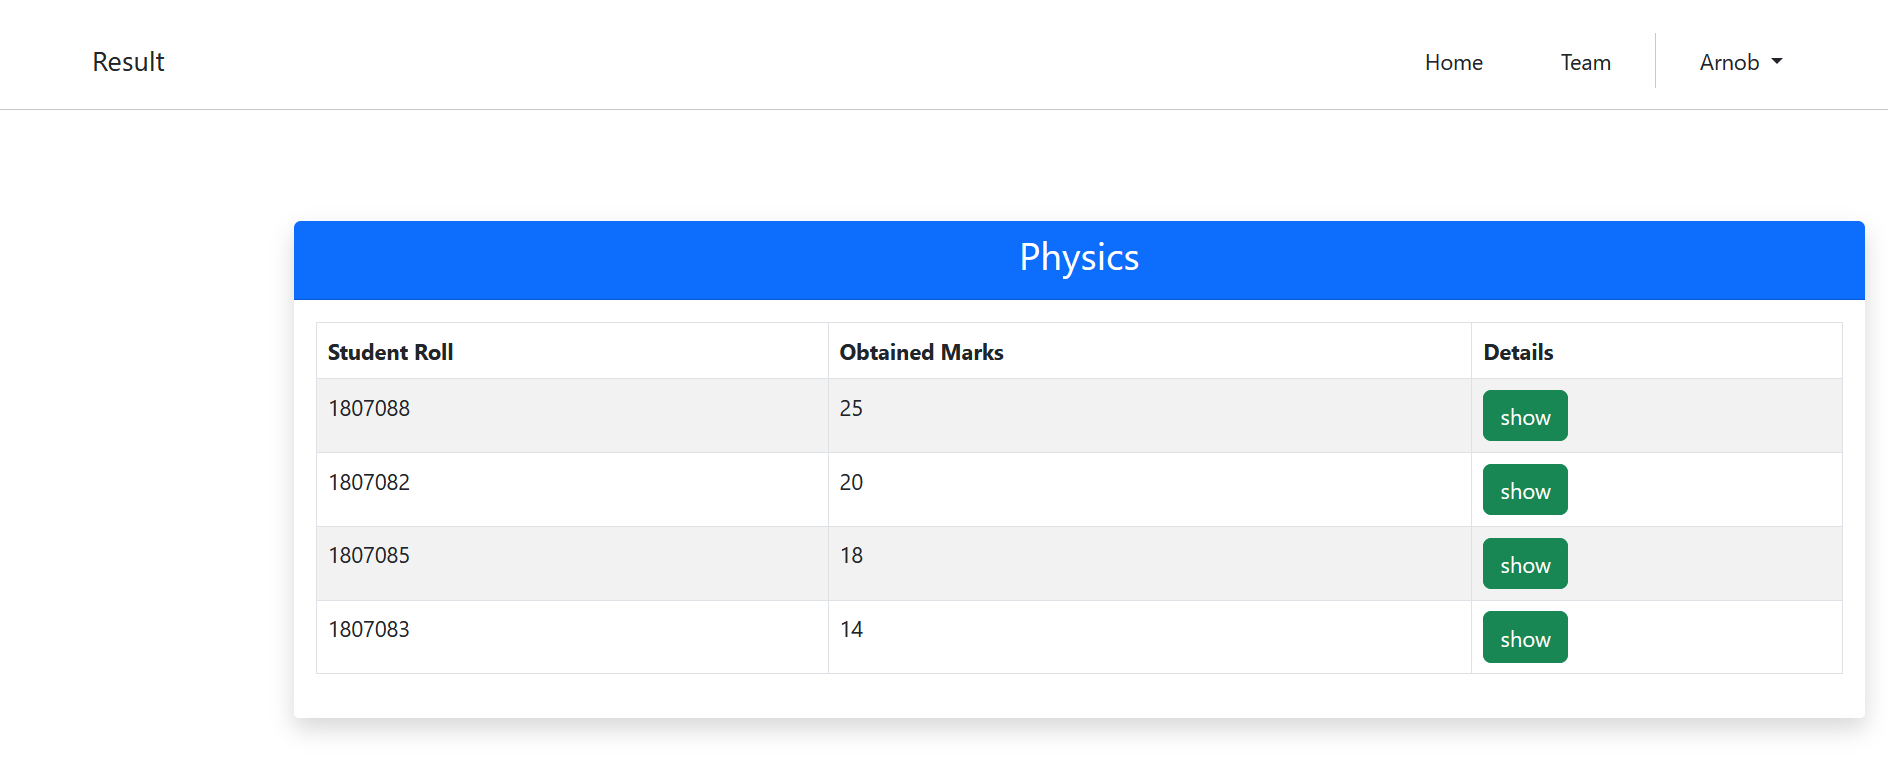 Result Home Team Arnob
Physics
Student Roll Obtained Marks Details
1807088 25 show
1807082 20 show
1807085 18 show
1807083 14 show